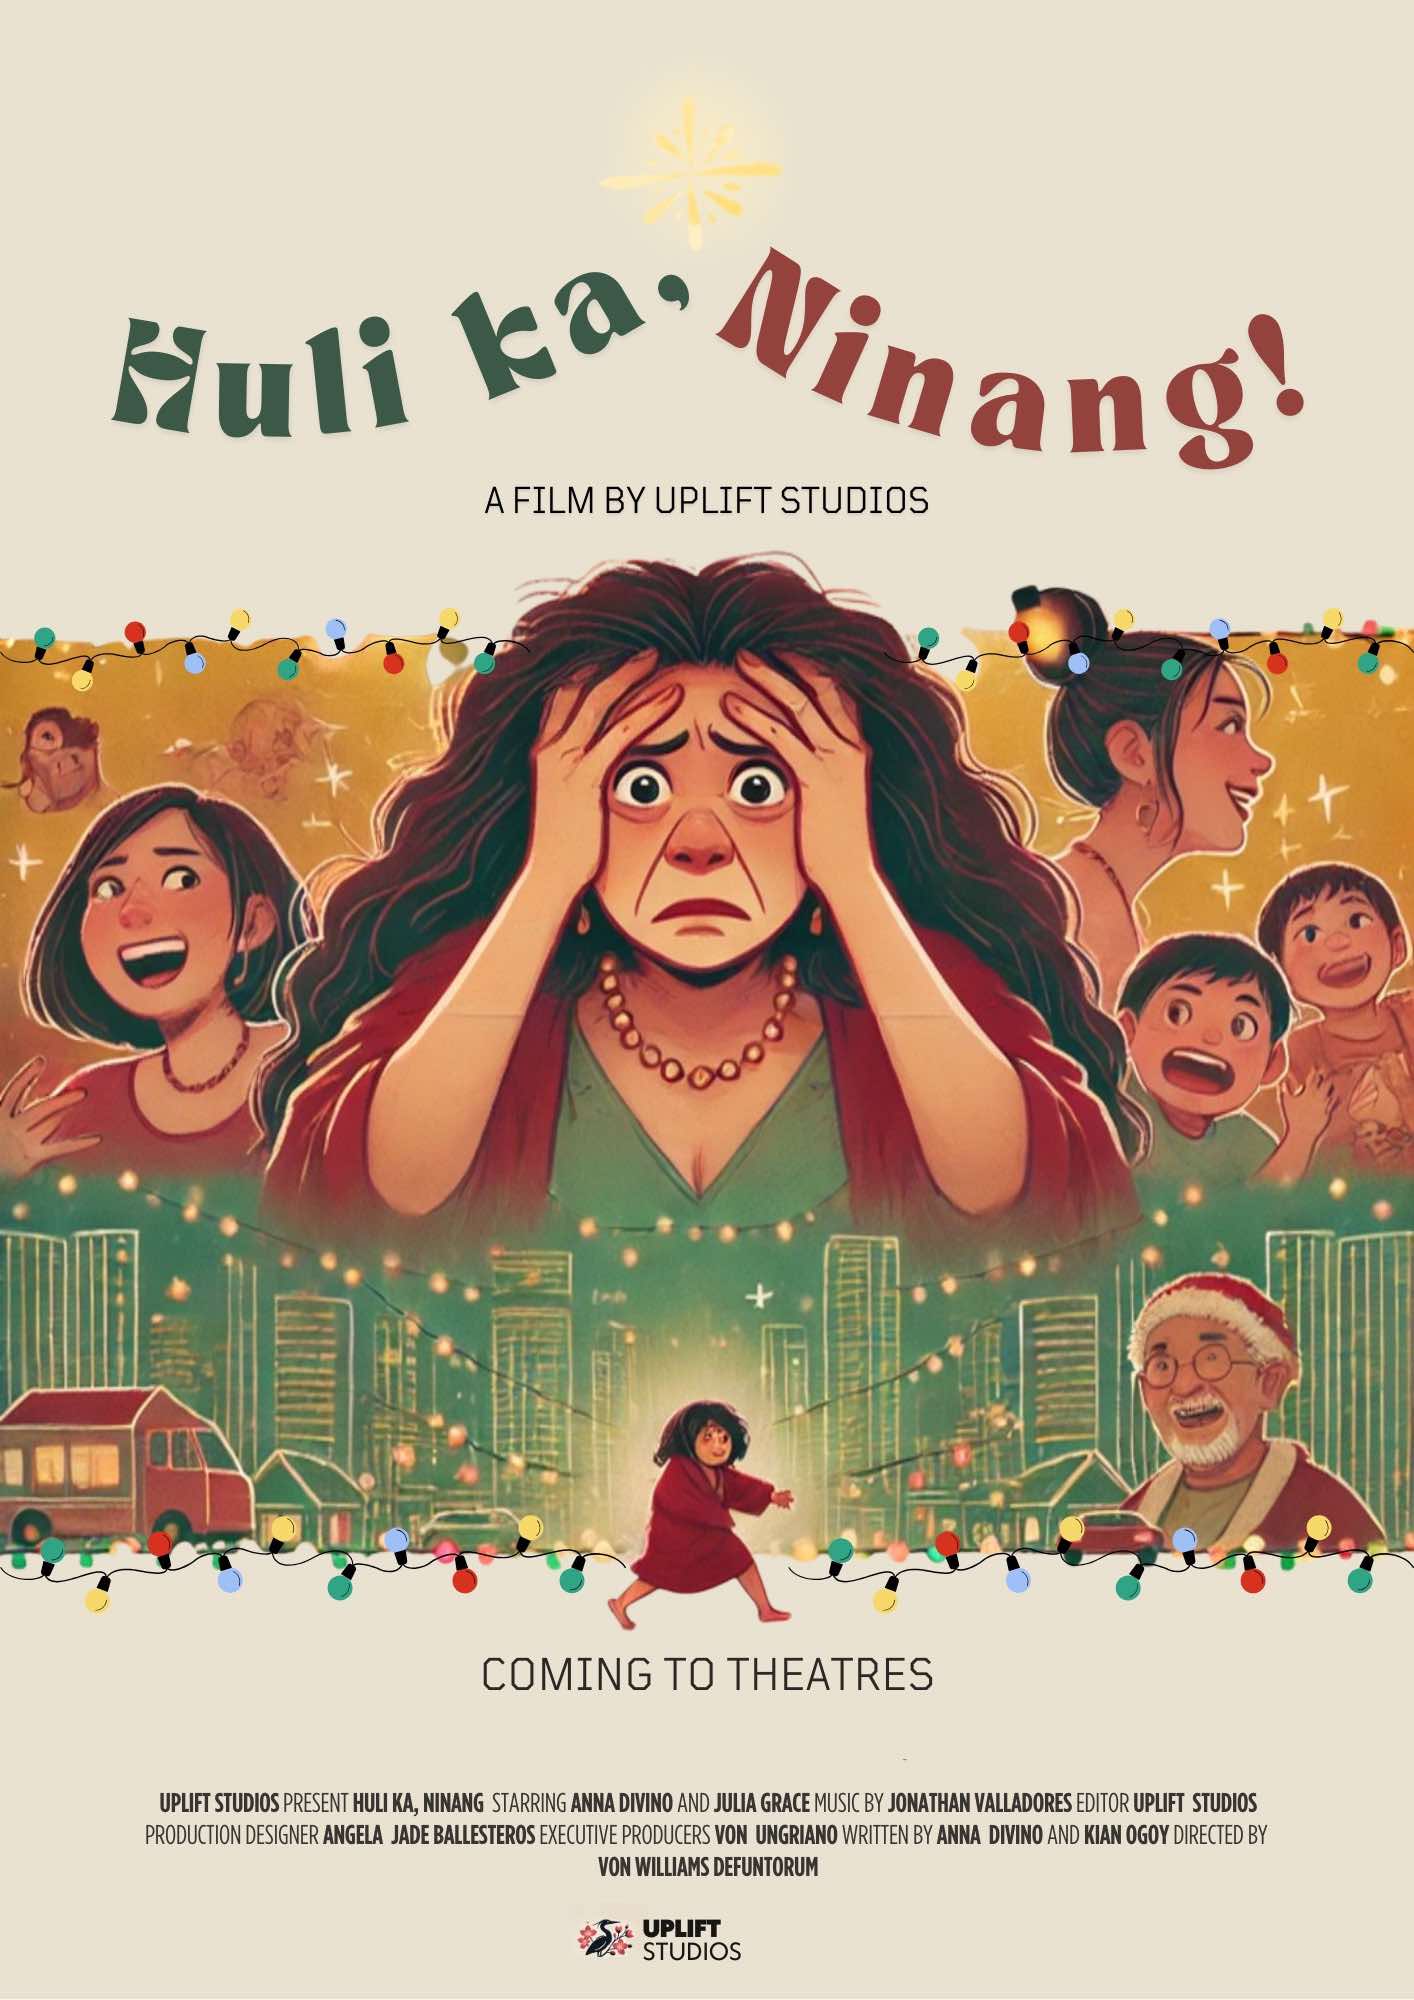 Huli ka, Ninang!
A FILM BY UPLIFT STUDIOS
COMING TO THEATRES
UPLIFT STUDIOS PRESENT HULI KA, NINANG STARRING ANNA DIVINO AND JULIA GRACE MUSIC BY JONATHAN VALLADORES EDITOR UPLIFT STUDIOS
PRODUCTION DESIGNER ANGELA JADE BALLESTEROS EXECUTIVE PRODUCERS VON UNGRIANO WRITTEN BY ANNA DIVINO AND KIAN OGOY DIRECTED BY
VON WILLIAMS DEFUNTORUM
UPLIFT
STUDIOS